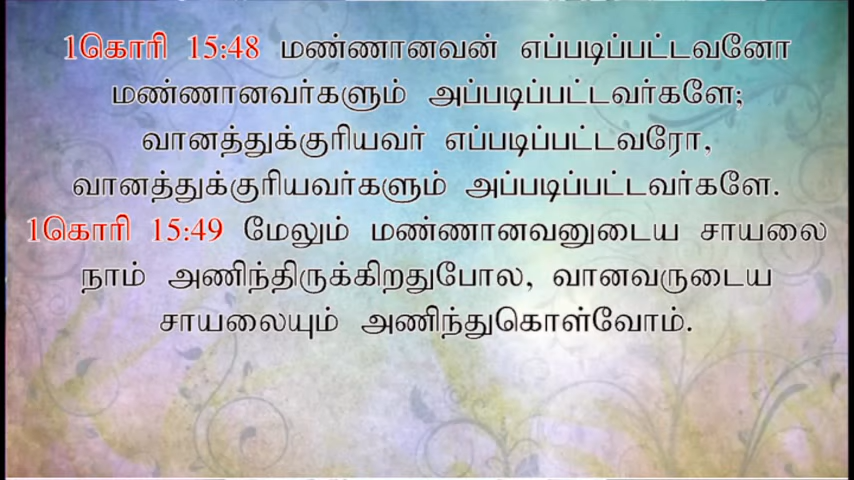 1கொரி 15:48 மண்ணானவன் எப்படிப்பட்டவனோ
மண்ணானவர்களும் அப்படிப்பட்டவர்களே;
வானத்துக்குரியவர் எப்படிப்பட்டவரோ,
வானத்துக்குரியவர்களும் அப்படிப்பட்டவர்களே.
1கொரி 15:49 மேலும் மண்ணானவனுடைய சாயலை
நாம் அணிந்திருக்கிறதுபோல, வானவருடைய
சாயலையும் அணிந்துகொள்வோம்.